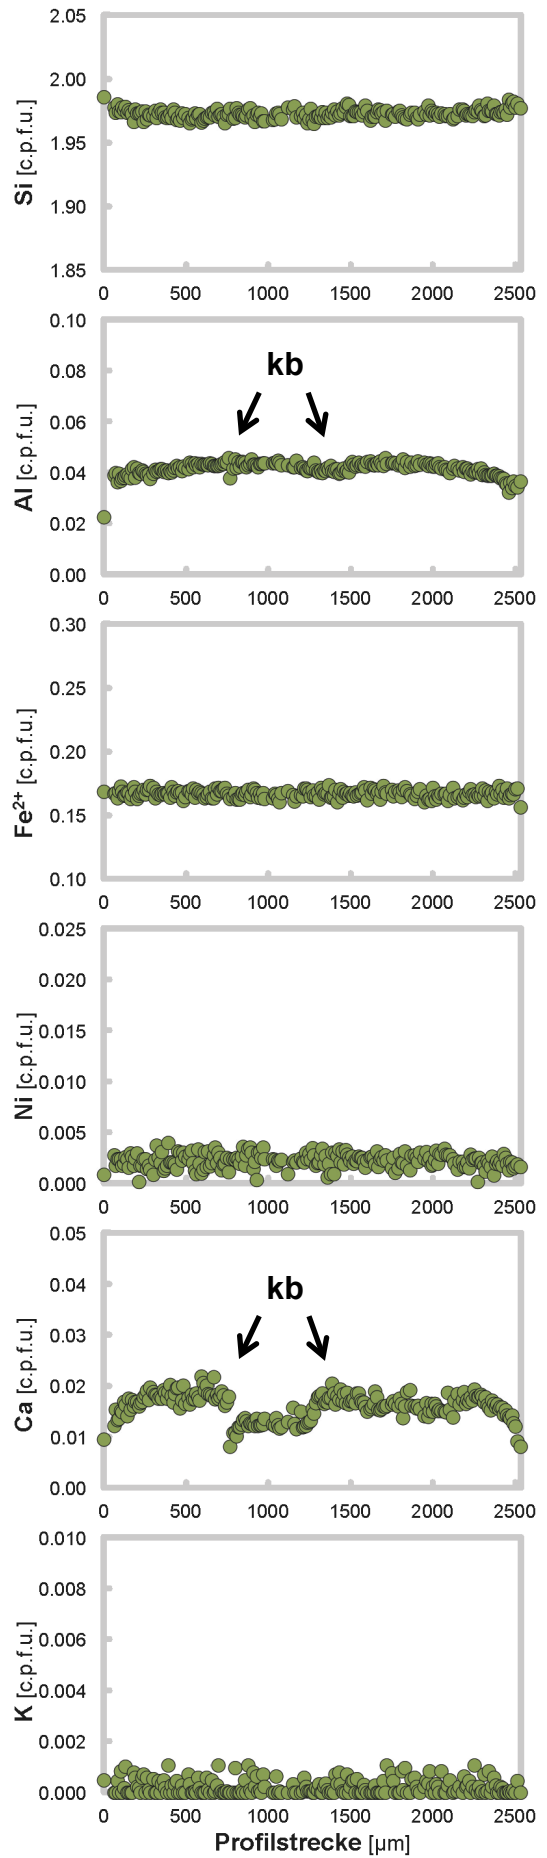 2.05
2.00
1.95
1.90
1.85
Si [c.p.f.u.]
0 500 1000 1500 2000 2500
0.10
0.08
0.06
0.04
0.02
0.00
Al [c.p.f.u.]
kb
0 500 1000 1500 2000 2500
0.30
0.25
0.20
0.15
0.10
Fe²⁺ [c.p.f.u.]
0 500 1000 1500 2000 2500
0.025
0.020
0.015
0.010
0.005
0.000
Ni [c.p.f.u.]
0 500 1000 1500 2000 2500
0.05
0.04
0.03
0.02
0.01
0.00
Ca [c.p.f.u.]
kb
0 500 1000 1500 2000 2500
0.010
0.008
0.006
0.004
0.002
0.000
K [c.p.f.u.]
0 500 1000 1500 2000 2500
Profilstrecke [µm]